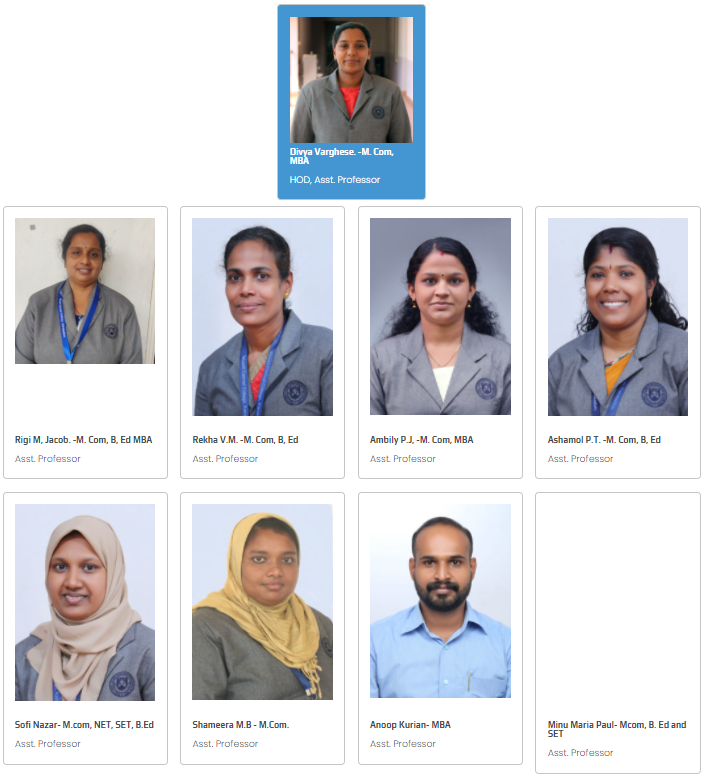 Divya Varghese. -M. Com,
MBA
HOD, Asst. Professor
Rigi M, Jacob. -M. Com, B, Ed MBA
Asst. Professor
Rekha V.M. -M. Com, B, Ed
Asst. Professor
Ambily P.J, -M. Com, MBA
Asst. Professor
Ashamol P.T. -M. Com, B, Ed
Asst. Professor
Sofi Nazar- M.com, NET, SET, B.Ed
Asst. Professor
Shameera M.B - M.Com.
Asst. Professor
Anoop Kurian- MBA
Asst. Professor
Minu Maria Paul- Mcom, B. Ed and
SET
Asst. Professor